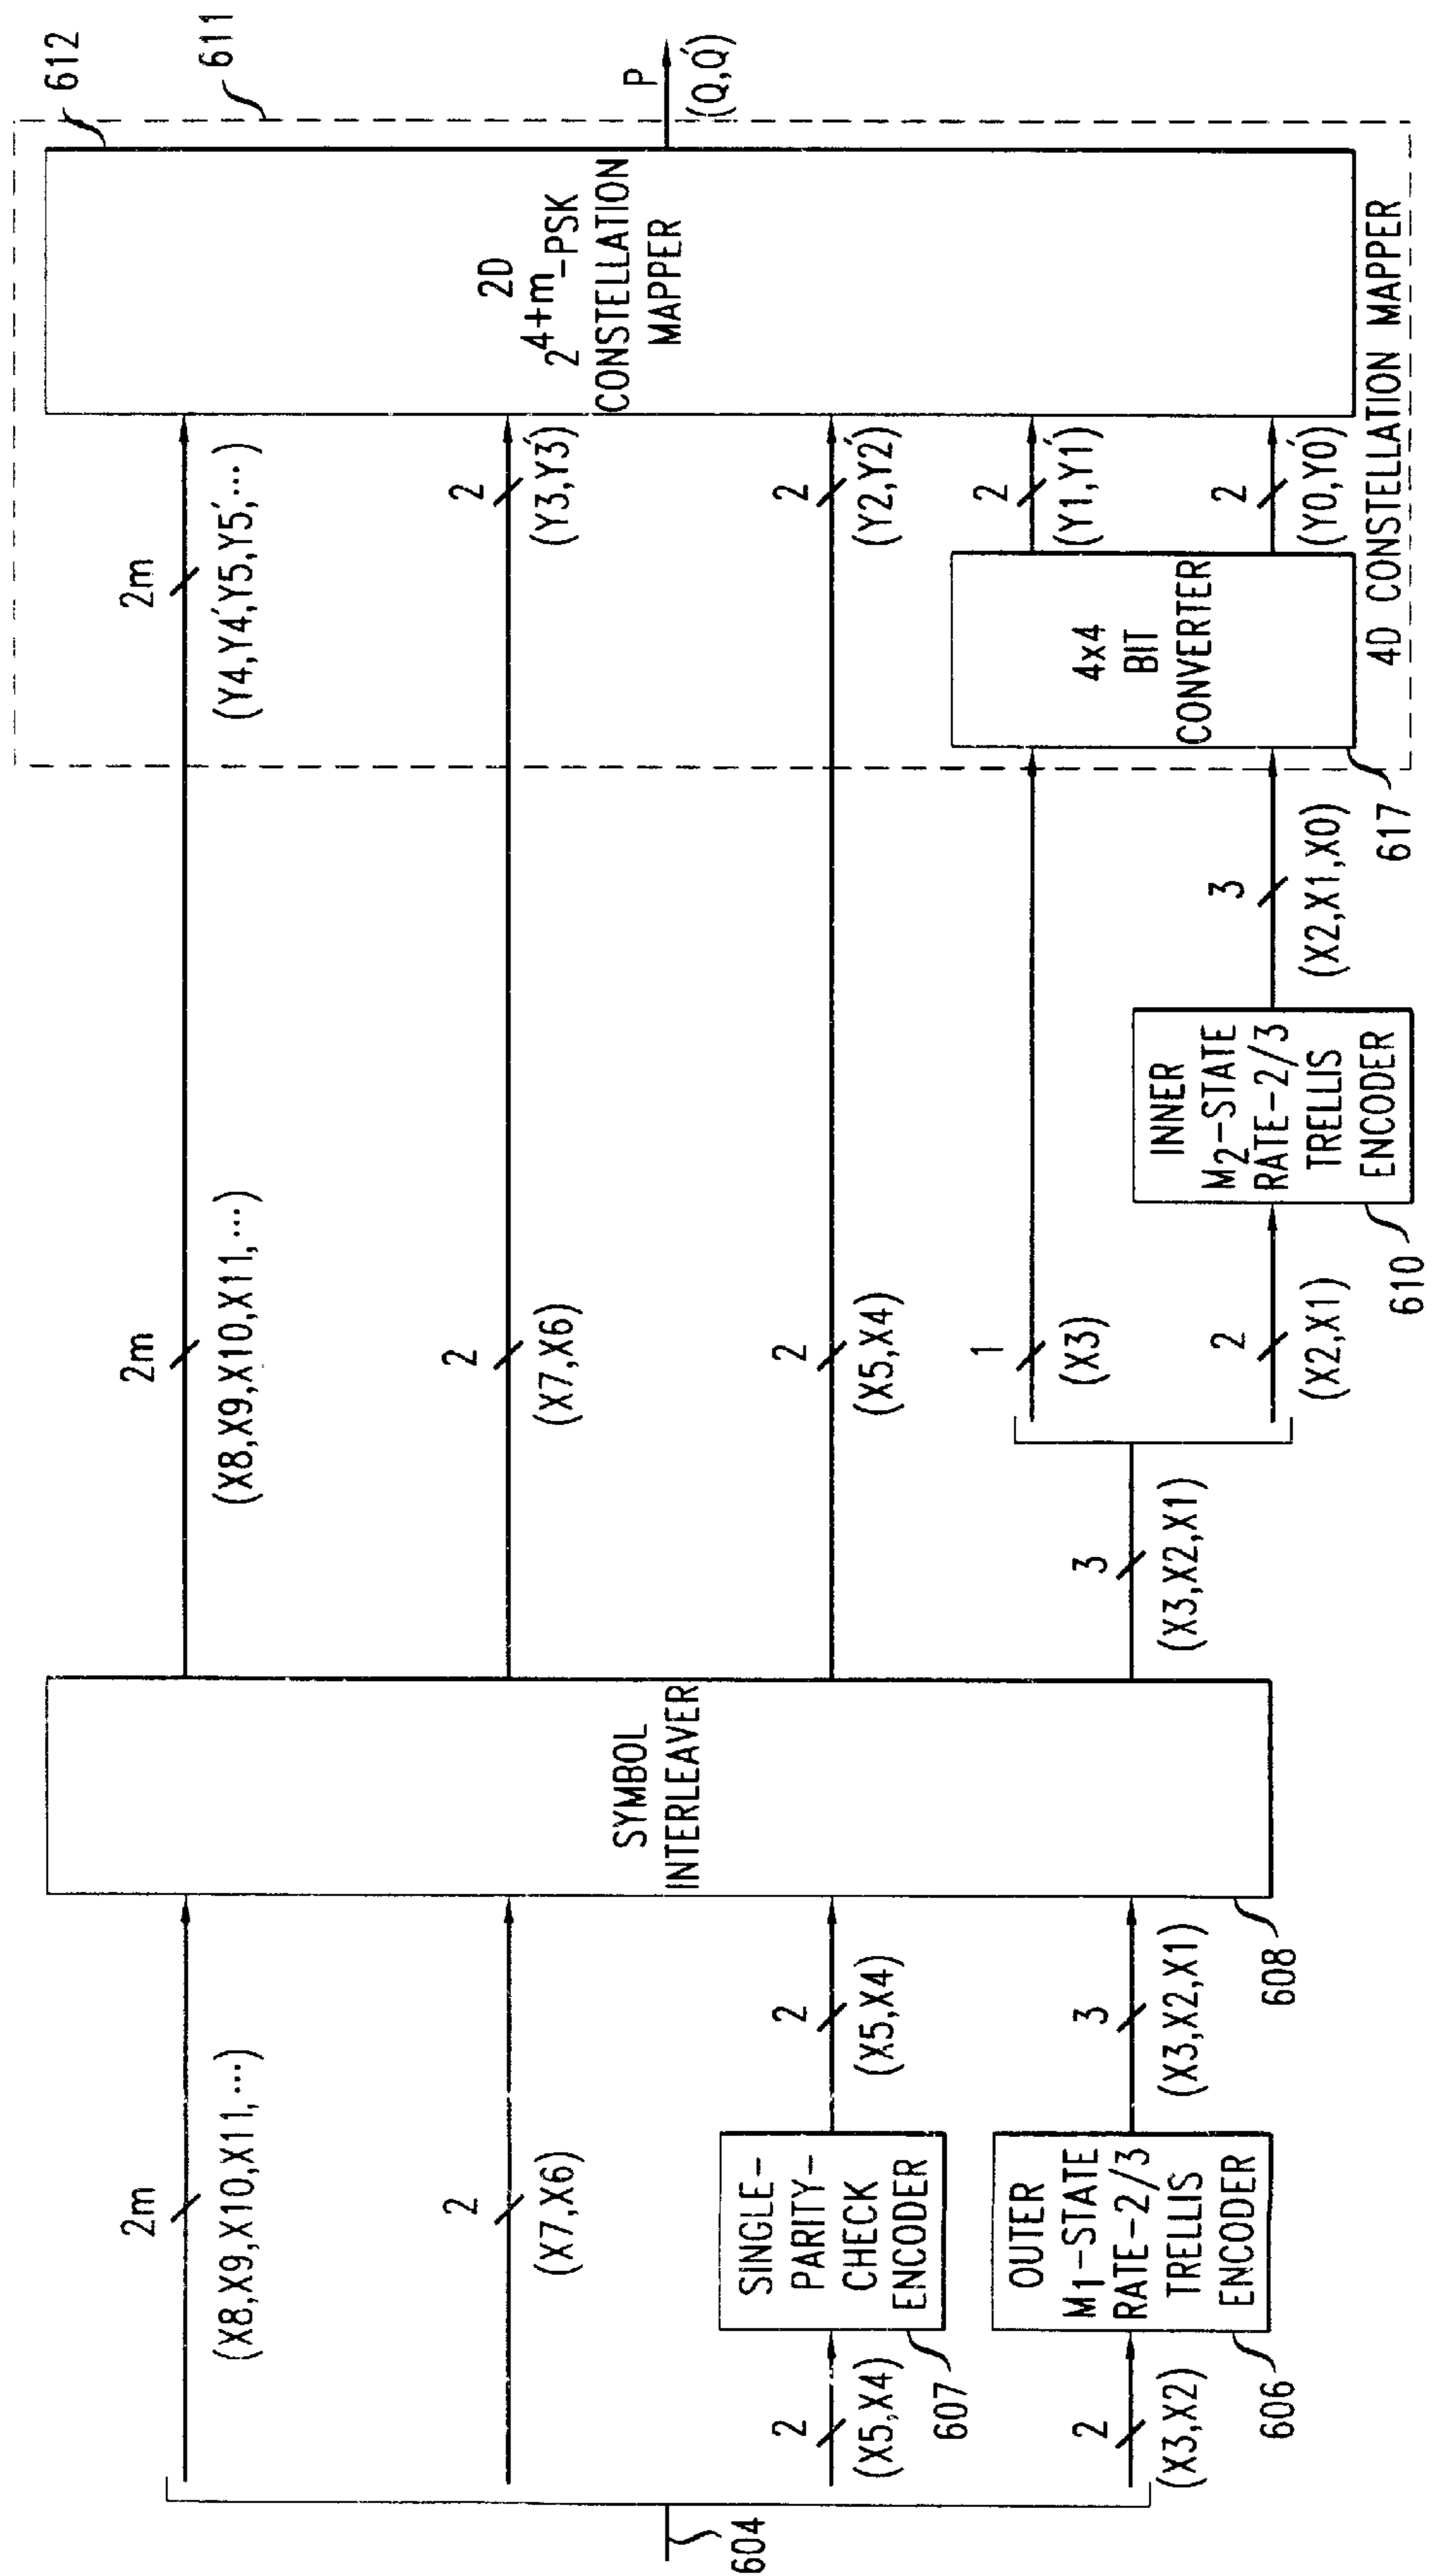 604
2m
(X8,X9,X10,X11,...)
2
(X7,X6)
2
(X5,X4)
607
SINGLE-
PARITY-
CHECK
ENCODER
2
(X5,X4)
2
(X3,X2)
606
OUTER
M1-STATE
RATE-2/3
TRELLIS
ENCODER
3
(X3,X2,X1)
SYMBOL
INTERLEAVER
608
2m
(X8,X9,X10,X11,...)
2
(X7,X6)
2
(X5,X4)
3
(X3,X2,X1)
1
(X3)
2
(X2,X1)
610
INNER
M2-STATE
RATE-2/3
TRELLIS
ENCODER
3
(X2,X1,X0)
617
4x4
BIT
CONVERTER
2m
(Y4,Y4',Y5,Y5',...)
2
(Y3,Y3')
2
(Y2,Y2')
2
(Y1,Y1')
2
(Y0,Y0')
2D
2^4+m-PSK
CONSTELLATION
MAPPER
4D CONSTELLATION MAPPER
612
611
P
(Q,Q')